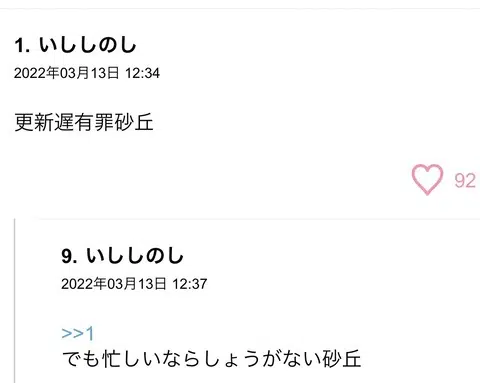 1. いししのし
2022年03月13日 12:34
更新遅有罪砂丘
92
9. いししのし
2022年03月13日 12:37
>>1
でも忙しいならしょうがない砂丘